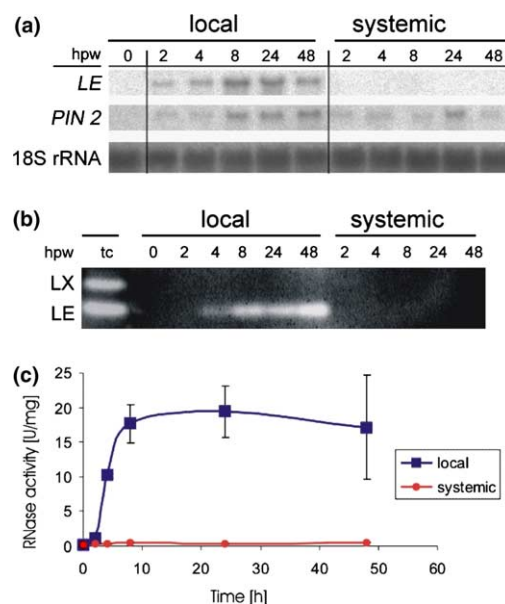 (a) local systemic
hpw 0 2 4 8 24 48 2 4 8 24 48
LE
PIN 2
18S rRNA
(b) local systemic
hpw tc 0 2 4 8 24 48 2 4 8 24 48
LX
LE
(c)
RNase activity [U/mg]
25
20
15
10
5
0
0 10 20 30 40 50 60
Time [h]
local
systemic